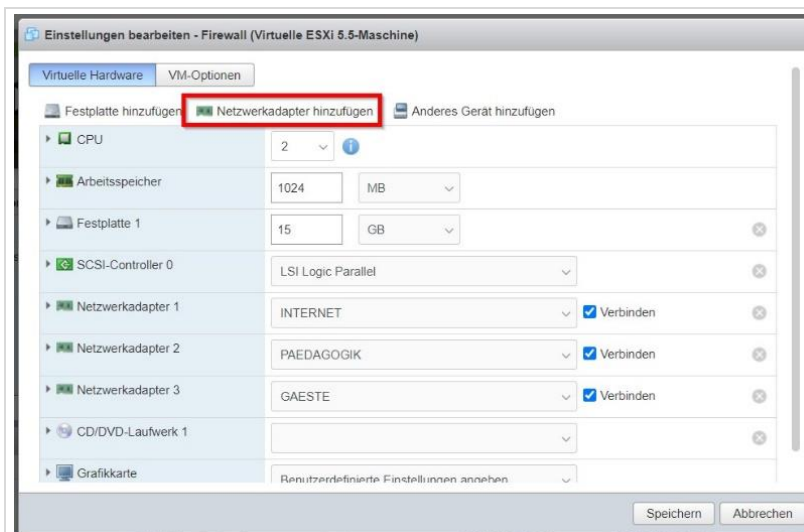 Einstellungen bearbeiten - Firewall (Virtuelle ESXi 5.5-Maschine)
Virtuelle Hardware VM-Optionen
Festplatte hinzufügen Netzwerkadapter hinzufügen Anderes Gerät hinzufügen
CPU 2
Arbeitsspeicher 1024 MB
Festplatte 1 15 GB
SCSI-Controller 0 LSI Logic Parallel
Netzwerkadapter 1 INTERNET Verbinden
Netzwerkadapter 2 PAEDAGOGIK Verbinden
Netzwerkadapter 3 GAESTE Verbinden
CD/DVD-Laufwerk 1
Grafikkarte Benutzerdefinierte Einstellungen angeben
Speichern Abbrechen